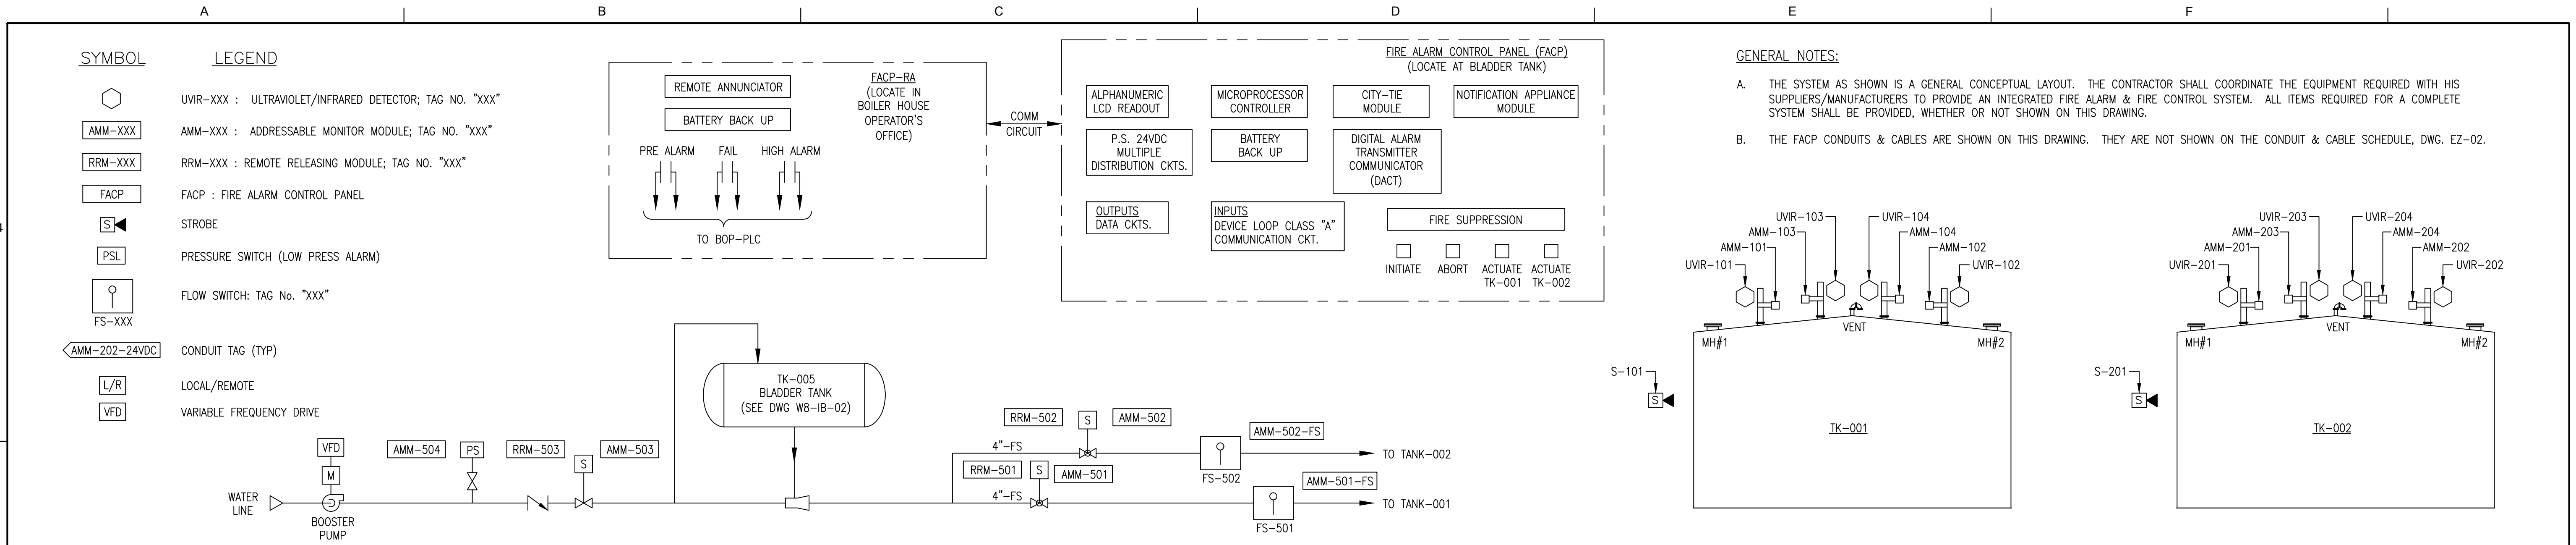 A B C D E F
4
SYMBOL LEGEND
UVIR-XXX : ULTRAVIOLET/INFRARED DETECTOR; TAG NO. "XXX"
AMM-XXX AMM-XXX : ADDRESSABLE MONITOR MODULE; TAG NO. "XXX"
RRM-XXX RRM-XXX : REMOTE RELEASING MODULE; TAG NO. "XXX"
FACP FACP : FIRE ALARM CONTROL PANEL
S STROBE
PSL PRESSURE SWITCH (LOW PRESS ALARM)
FLOW SWITCH: TAG No. "XXX"
FS-XXX
AMM-202-24VDC CONDUIT TAG (TYP)
L/R LOCAL/REMOTE
VFD VARIABLE FREQUENCY DRIVE
REMOTE ANNUNCIATOR
BATTERY BACK UP
FACP-RA
(LOCATE IN
BOILER HOUSE
OPERATOR'S
OFFICE)
PRE ALARM FAIL HIGH ALARM
TO BOP-PLC
COMM
CIRCUIT
FIRE ALARM CONTROL PANEL (FACP)
(LOCATE AT BLADDER TANK)
ALPHANUMERIC
LCD READOUT
MICROPROCESSOR
CONTROLLER
CITY-TIE
MODULE
NOTIFICATION APPLIANCE
MODULE
P.S. 24VDC
MULTIPLE
DISTRIBUTION CKTS.
BATTERY
BACK UP
DIGITAL ALARM
TRANSMITTER
COMMUNICATOR
(DACT)
OUTPUTS
DATA CKTS.
INPUTS
DEVICE LOOP CLASS "A"
COMMUNICATION CKT.
FIRE SUPPRESSION
INITIATE ABORT ACTUATE ACTUATE
TK-001 TK-002
GENERAL NOTES:
A. THE SYSTEM AS SHOWN IS A GENERAL CONCEPTUAL LAYOUT. THE CONTRACTOR SHALL COORDINATE THE EQUIPMENT REQUIRED WITH HIS
SUPPLIERS/MANUFACTURERS TO PROVIDE AN INTEGRATED FIRE ALARM & FIRE CONTROL SYSTEM. ALL ITEMS REQUIRED FOR A COMPLETE
SYSTEM SHALL BE PROVIDED, WHETHER OR NOT SHOWN ON THIS DRAWING.
B. THE FACP CONDUITS & CABLES ARE SHOWN ON THIS DRAWING. THEY ARE NOT SHOWN ON THE CONDUIT & CABLE SCHEDULE, DWG. EZ-02.
UVIR-103 UVIR-104
AMM-103 AMM-104
AMM-101 AMM-102
UVIR-101 UVIR-102
VENT
MH#1 MH#2
S-101
S
TK-001
UVIR-203 UVIR-204
AMM-203 AMM-204
AMM-201 AMM-202
UVIR-201 UVIR-202
VENT
MH#1 MH#2
S-201
S
TK-002
TK-005
BLADDER TANK
(SEE DWG W8-IB-02)
VFD
M
WATER
LINE
BOOSTER
PUMP
AMM-504 PS RRM-503 S AMM-503
RRM-502 S AMM-502
4"-FS
AMM-502-FS
FS-502
TO TANK-002
RRM-501 S AMM-501
4"-FS
AMM-501-FS
FS-501
TO TANK-001